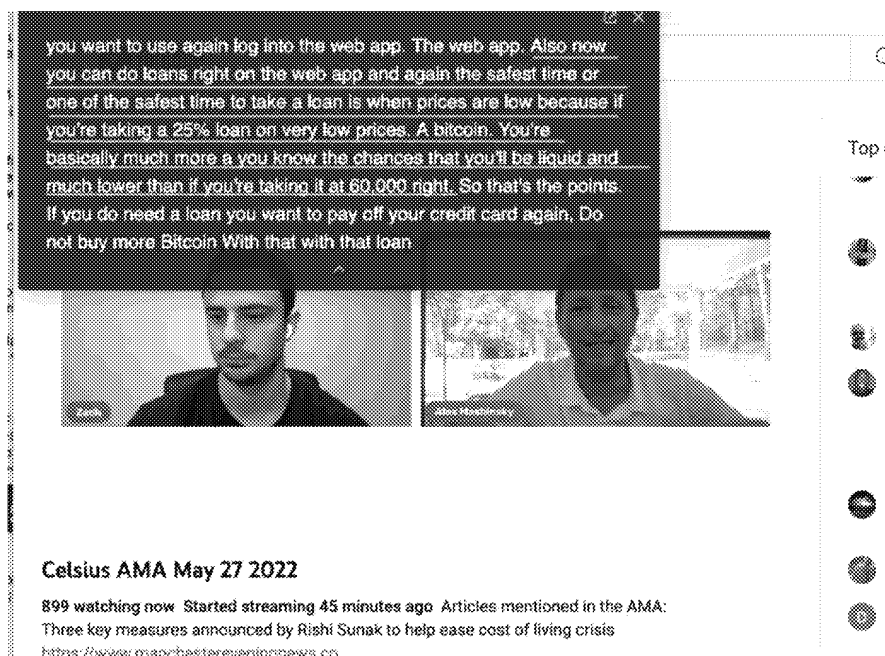 you want to use again log into the web app. The web app. Also now
you can do loans right on the web app and again the safest time or
one of the safest time to take a loan is when prices are low because if
you're taking a 25% loan on very low prices. A bitcoin. You're
basically much more a you know the chances that you'll be liquid and
much lower than if you're taking it at 60,000 right. So that's the points.
If you do need a loan you want to pay off your credit card again, Do
not buy more Bitcoin With that with that loan
Top
Zach
Alex Mashinsky
Celsius AMA May 27 2022
899 watching now Started streaming 45 minutes ago Articles mentioned in the AMA:
Three key measures announced by Rishi Sunak to help ease cost of living crisis
https://www.manchestereveningnews.co